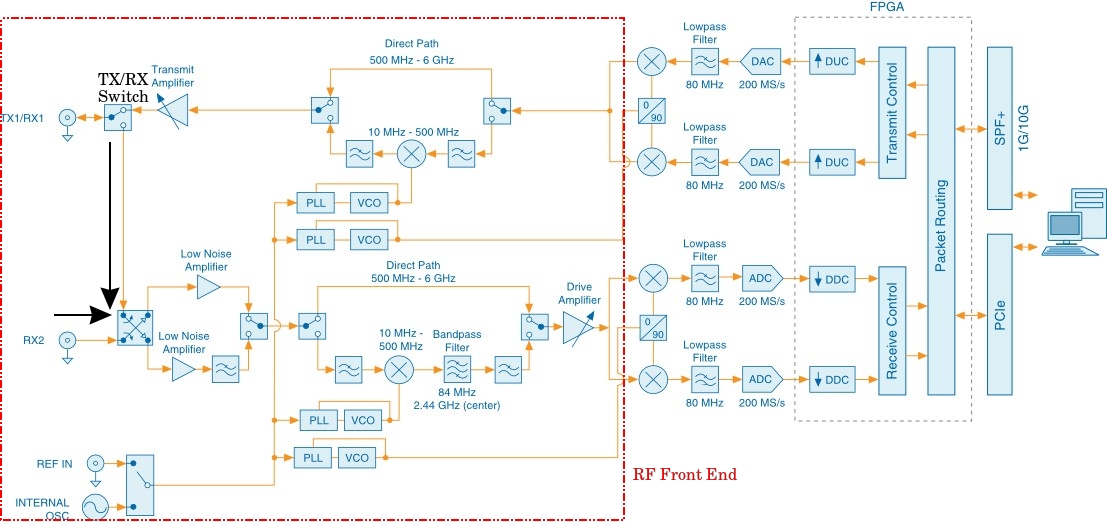 FPGA
Direct Path
500 MHz - 6 GHz
Lowpass
Filter
80 MHz
DAC
200 MS/s
DUC
TX/RX
Switch
Transmit
Amplifier
TX1/RX1
10 MHz - 500 MHz
0
90
Lowpass
Filter
80 MHz
DAC
200 MS/s
DUC
Transmit Control
Packet Routing
SPF+
1G/10G
PLL
VCO
PLL
VCO
Low Noise
Amplifier
Direct Path
500 MHz - 6 GHz
Drive
Amplifier
Lowpass
Filter
80 MHz
ADC
200 MS/s
DDC
RX2
Low Noise
Amplifier
10 MHz -
500 MHz
Bandpass
Filter
84 MHz
2.44 GHz (center)
0
90
Lowpass
Filter
80 MHz
ADC
200 MS/s
DDC
Receive Control
PCIe
PLL
VCO
PLL
VCO
REF IN
INTERNAL
OSC
RF Front End